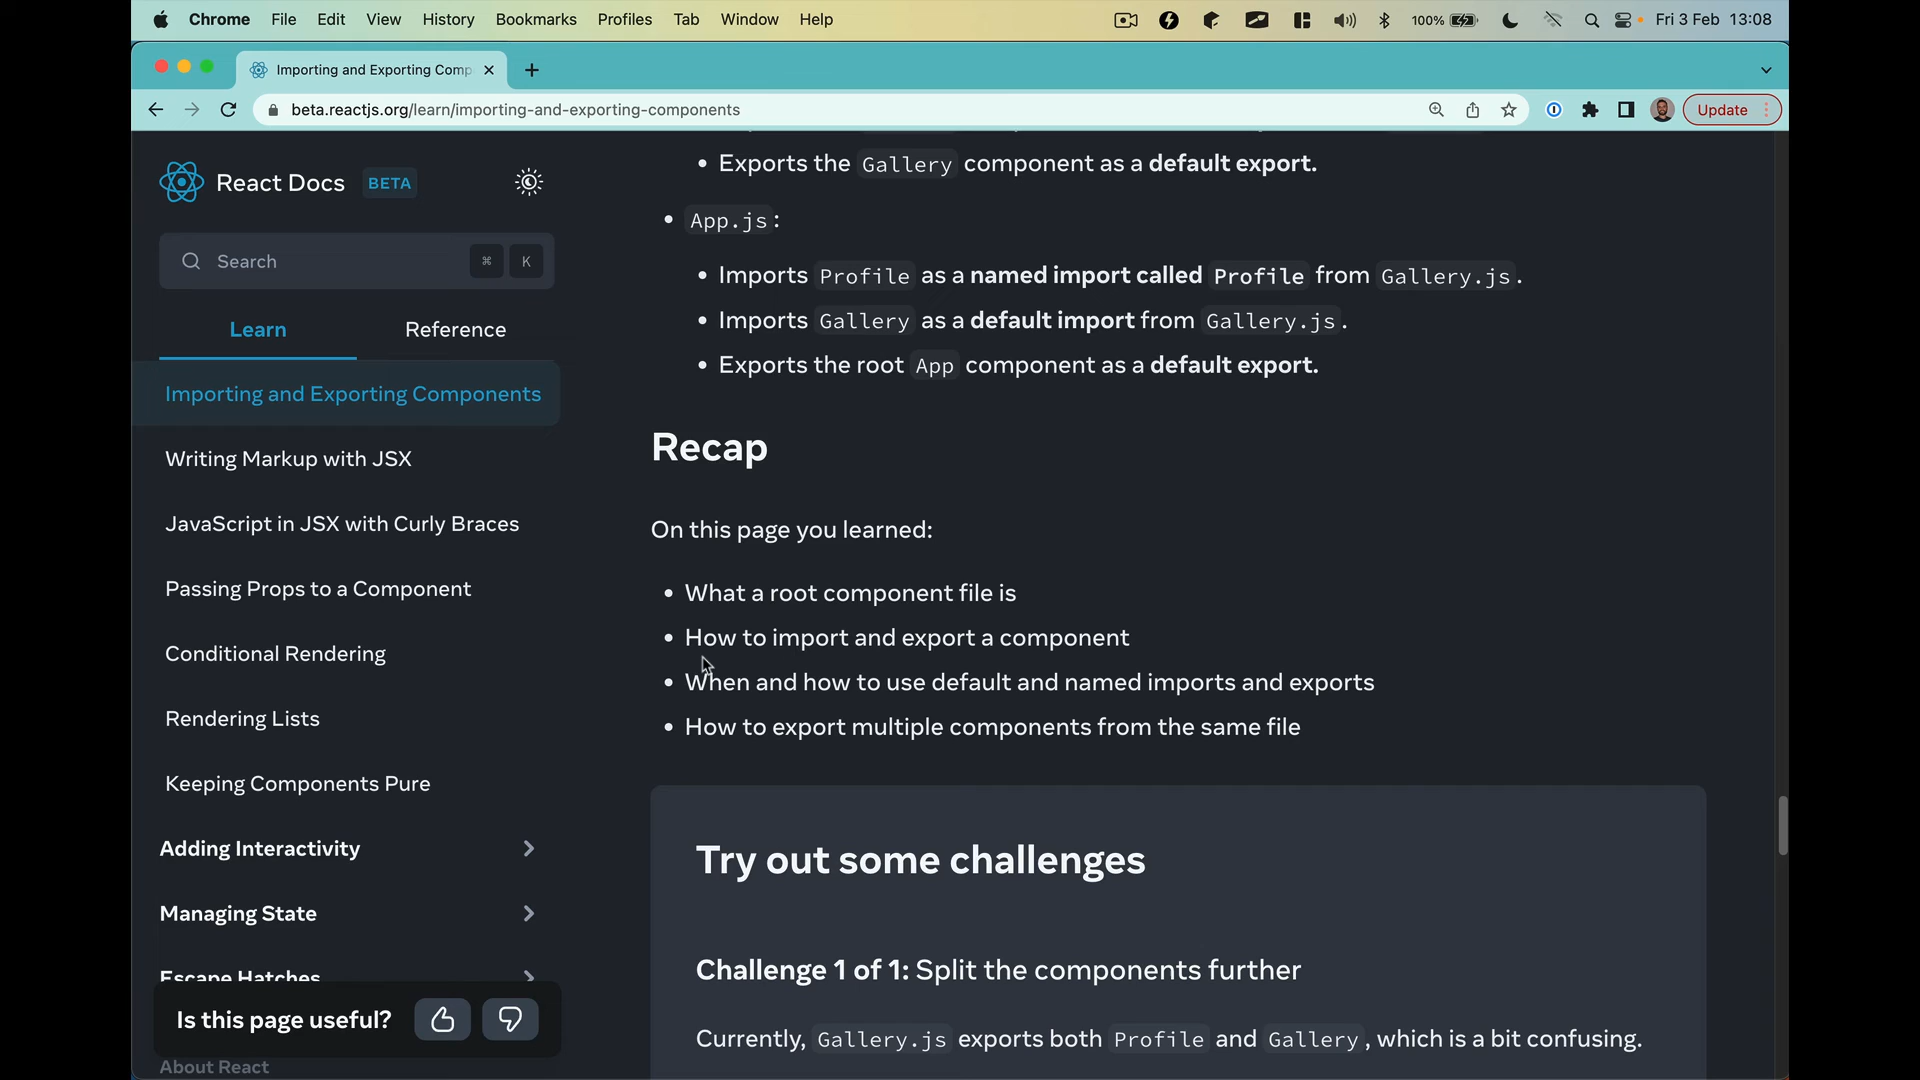 Chrome File Edit View History Bookmarks Profiles Tab Window Help 100% Fri 3 Feb 13:08
Importing and Exporting Comp
beta.reactjs.org/learn/importing-and-exporting-components
Update
React Docs BETA
Search ⌘ K
Learn Reference
Importing and Exporting Components
Writing Markup with JSX
JavaScript in JSX with Curly Braces
Passing Props to a Component
Conditional Rendering
Rendering Lists
Keeping Components Pure
Adding Interactivity
Managing State
Escape Hatches
Is this page useful?
About React
• Exports the Gallery component as a default export.
• App.js:
• Imports Profile as a named import called Profile from Gallery.js.
• Imports Gallery as a default import from Gallery.js.
• Exports the root App component as a default export.
Recap
On this page you learned:
• What a root component file is
• How to import and export a component
• When and how to use default and named imports and exports
• How to export multiple components from the same file
Try out some challenges
Challenge 1 of 1: Split the components further
Currently, Gallery.js exports both Profile and Gallery, which is a bit confusing.